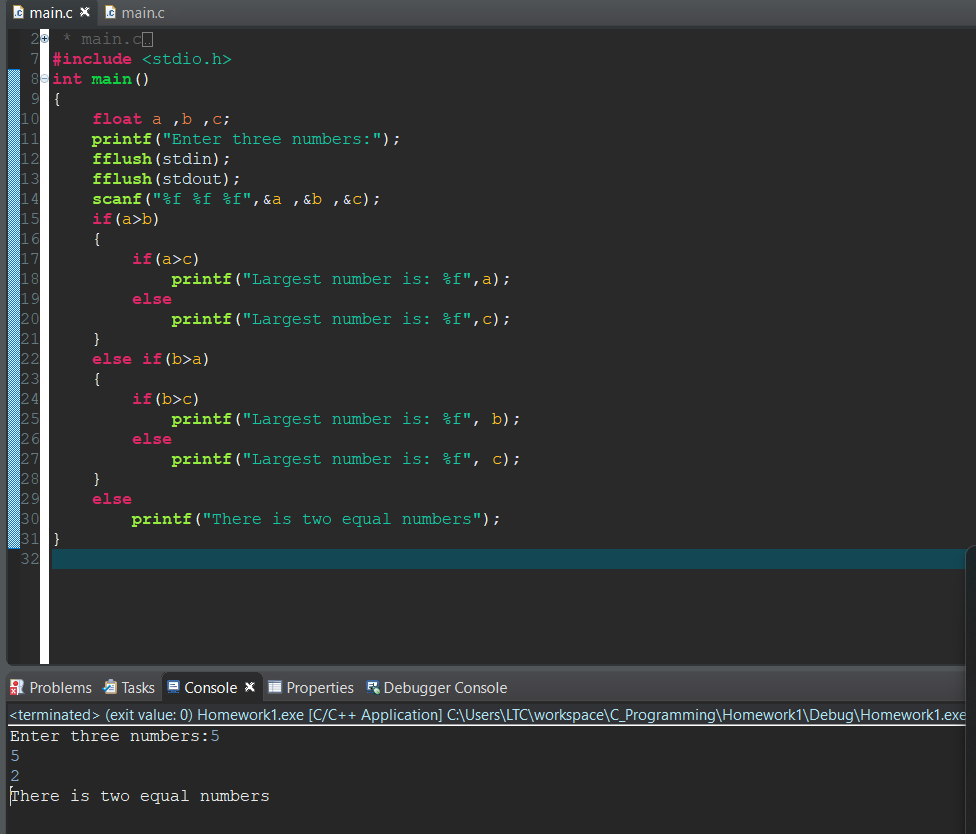 main.c main.c
2 * main.c
7 #include <stdio.h>
8 int main()
9 {
10     float a ,b ,c;
11     printf("Enter three numbers:");
12     fflush(stdin);
13     fflush(stdout);
14     scanf("%f %f %f",&a ,&b ,&c);
15     if(a>b)
16     {
17         if(a>c)
18             printf("Largest number is: %f",a);
19         else
20             printf("Largest number is: %f",c);
21     }
22     else if(b>a)
23     {
24         if(b>c)
25             printf("Largest number is: %f", b);
26         else
27             printf("Largest number is: %f", c);
28     }
29     else
30         printf("There is two equal numbers");
31 }
32
Problems Tasks Console Properties Debugger Console
<terminated> (exit value: 0) Homework1.exe [C/C++ Application] C:\Users\LTC\workspace\C_Programming\Homework1\Debug\Homework1.exe
Enter three numbers:5
5
2
There is two equal numbers